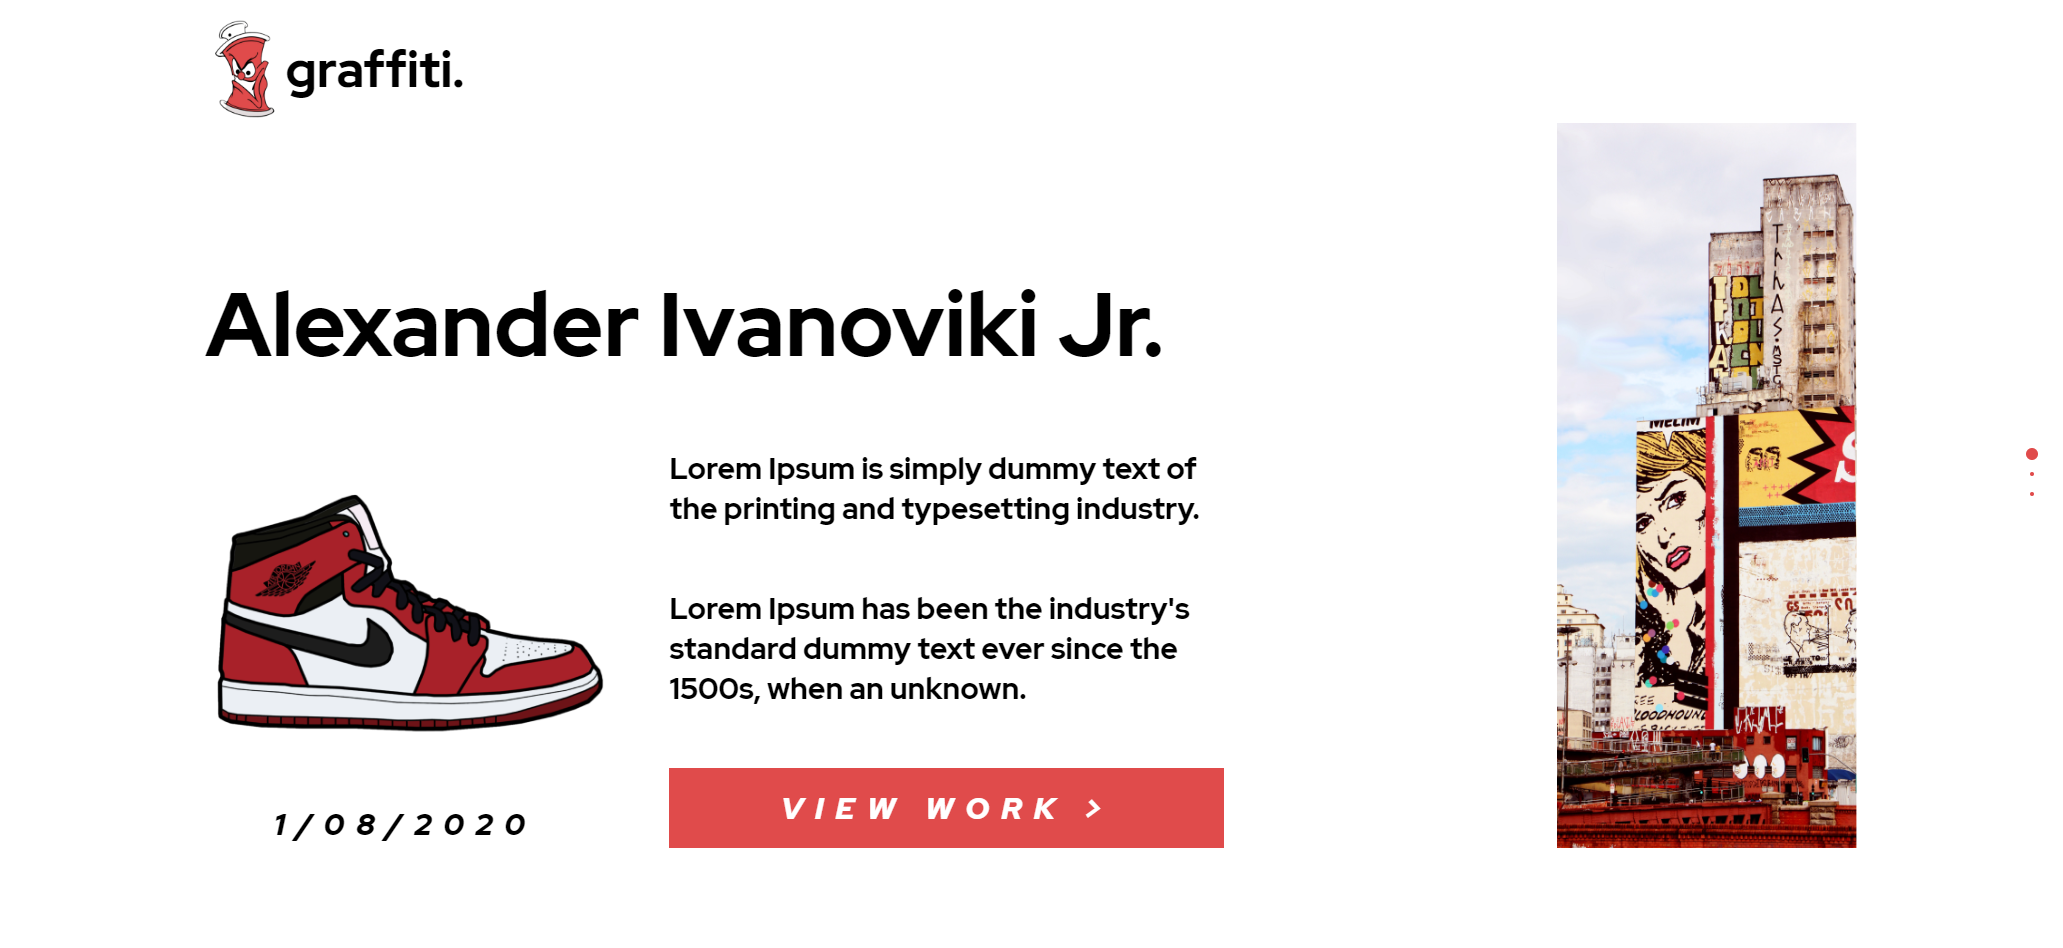 graffiti.
Alexander Ivanoviki Jr.
Lorem Ipsum is simply dummy text of
the printing and typesetting industry.
Lorem Ipsum has been the industry's
standard dummy text ever since the
1500s, when an unknown.
1/08/2020
VIEW WORK >
MELIM